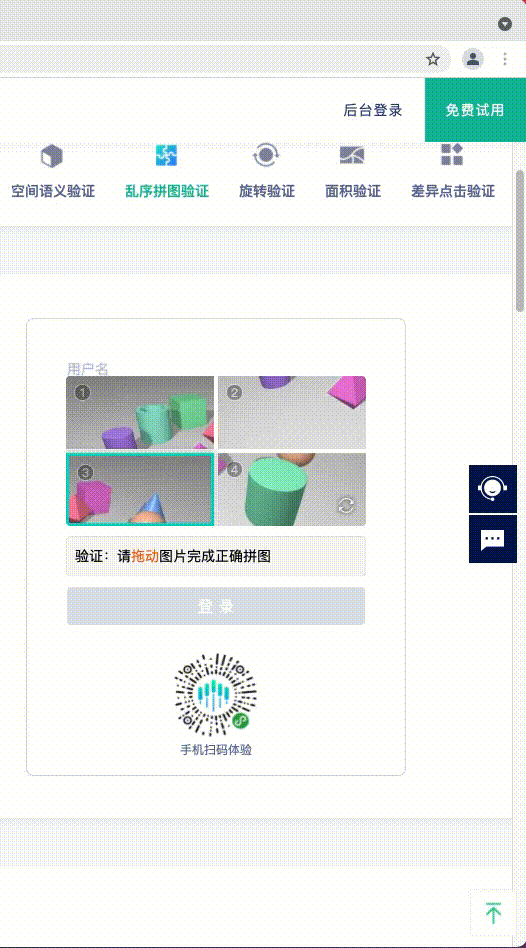 后台登录
免费试用
空间语义验证
乱序拼图验证
旋转验证
面积验证
差异点击验证
用户名
1
2
3
4
验证：请拖动图片完成正确拼图
登录
手机扫码体验